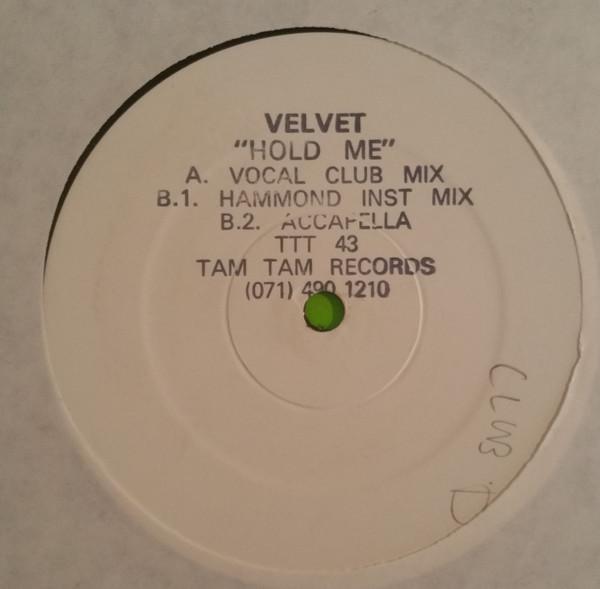 VELVET
"HOLD ME"
A. VOCAL CLUB MIX
B.1. HAMMOND INST MIX
B.2. ACCAPELLA
TTT 43
TAM TAM RECORDS
(071) 490 1210
CLUB D